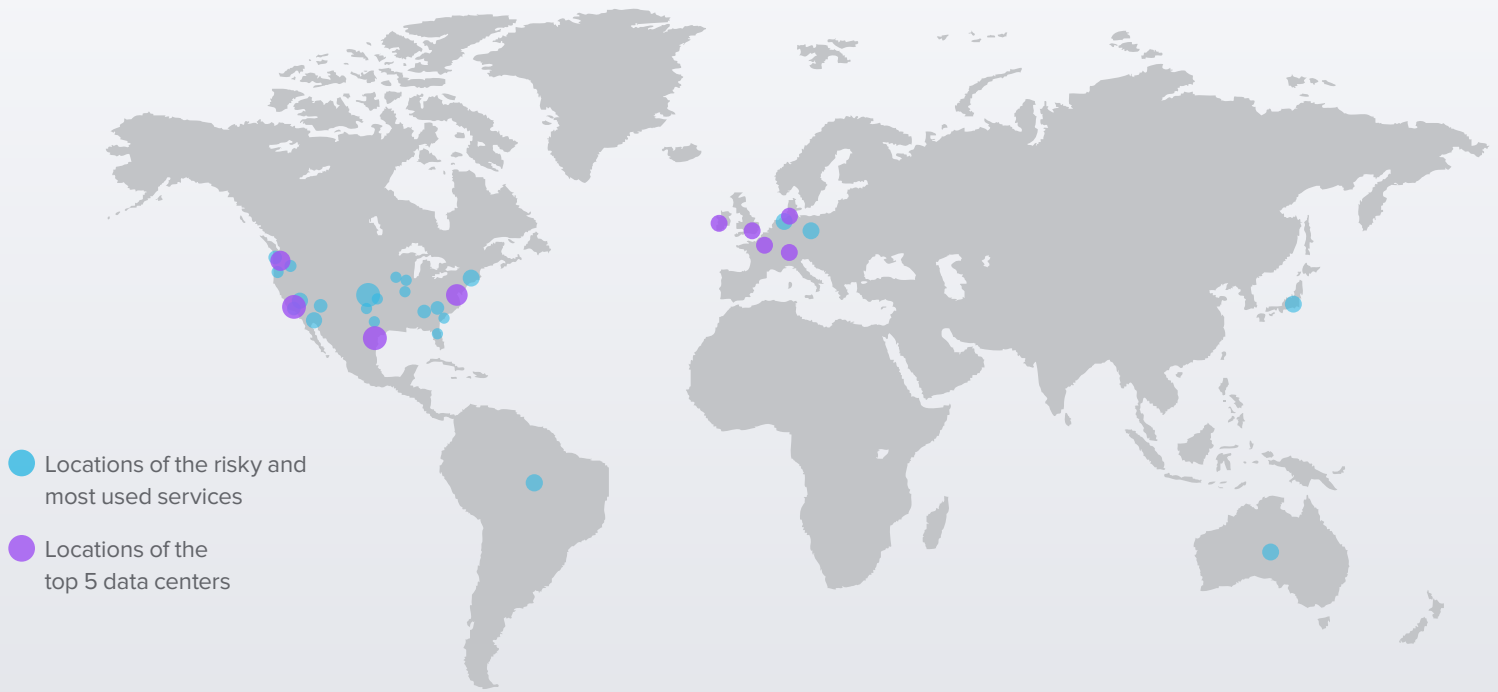 Locations of the risky and
most used services
Locations of the
top 5 data centers